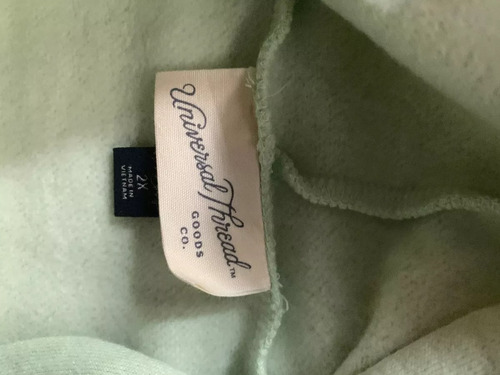 Universal Thread™
GOODS
CO.
2X
MADE IN
VIETNAM